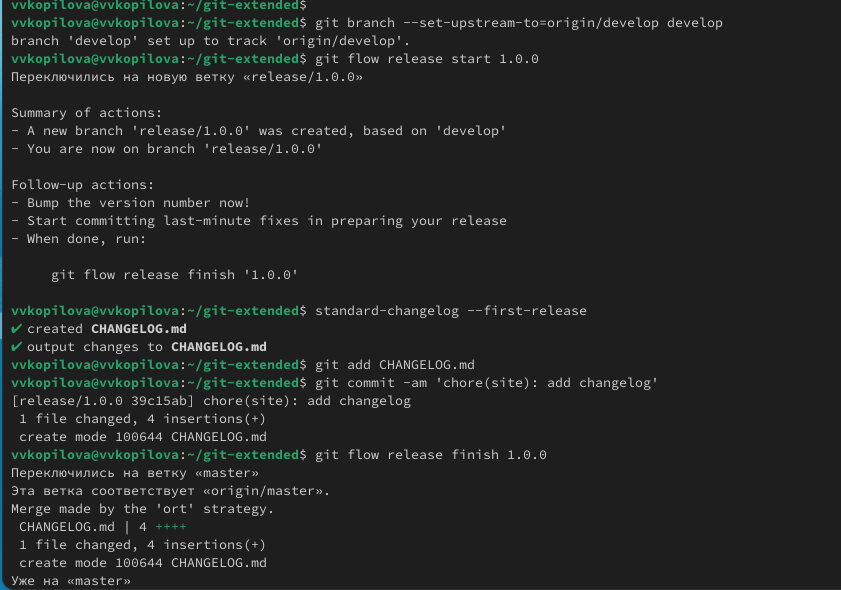 vvkopilova@vvkopilova:~/git-extended$
vvkopilova@vvkopilova:~/git-extended$ git branch --set-upstream-to=origin/develop develop
branch 'develop' set up to track 'origin/develop'.
vvkopilova@vvkopilova:~/git-extended$ git flow release start 1.0.0
Переключились на новую ветку «release/1.0.0»
Summary of actions:
- A new branch 'release/1.0.0' was created, based on 'develop'
- You are now on branch 'release/1.0.0'
Follow-up actions:
- Bump the version number now!
- Start committing last-minute fixes in preparing your release
- When done, run:
git flow release finish '1.0.0'
vvkopilova@vvkopilova:~/git-extended$ standard-changelog --first-release
✔ created CHANGELOG.md
✔ output changes to CHANGELOG.md
vvkopilova@vvkopilova:~/git-extended$ git add CHANGELOG.md
vvkopilova@vvkopilova:~/git-extended$ git commit -am 'chore(site): add changelog'
[release/1.0.0 39c15ab] chore(site): add changelog
1 file changed, 4 insertions(+)
create mode 100644 CHANGELOG.md
vvkopilova@vvkopilova:~/git-extended$ git flow release finish 1.0.0
Переключились на ветку «master»
Эта ветка соответствует «origin/master».
Merge made by the 'ort' strategy.
CHANGELOG.md | 4 ++++
1 file changed, 4 insertions(+)
create mode 100644 CHANGELOG.md
Уже на «master»